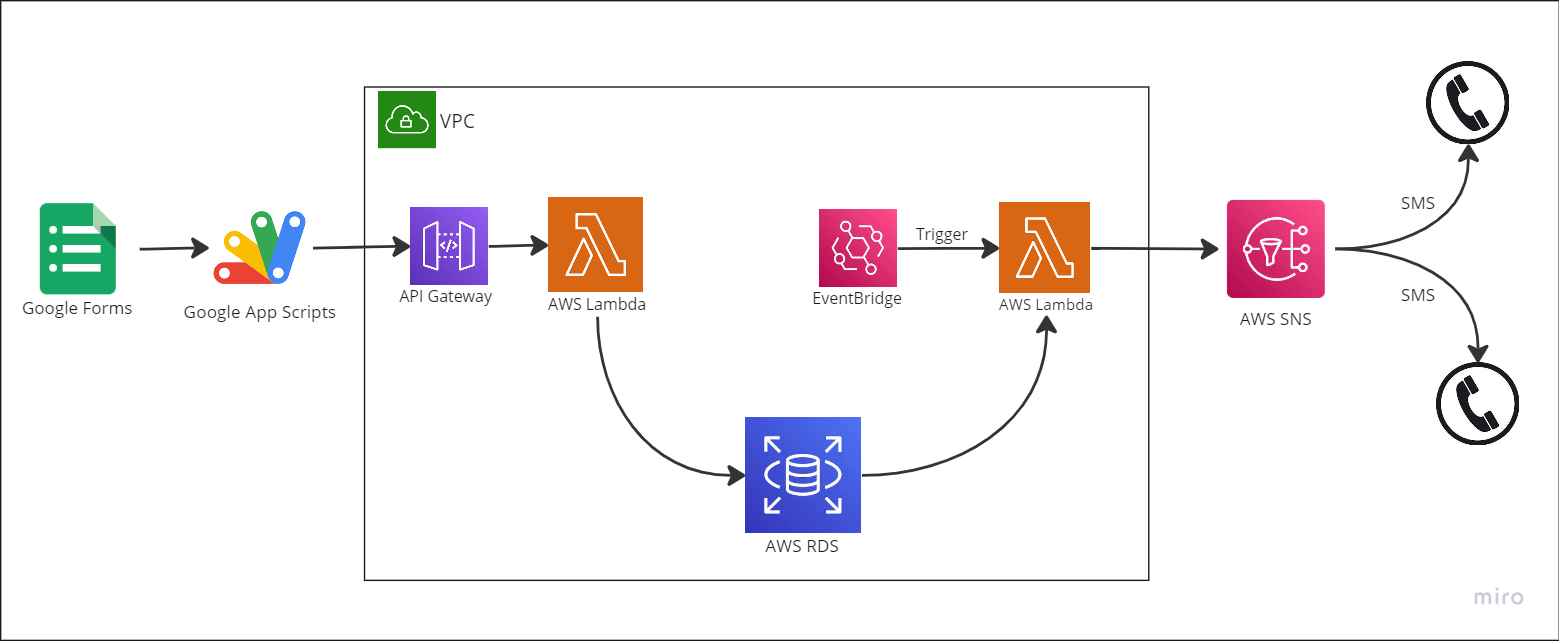 VPC
Google Forms
Google App Scripts
API Gateway
AWS Lambda
EventBridge
Trigger
AWS Lambda
AWS RDS
AWS SNS
SMS
SMS
miro